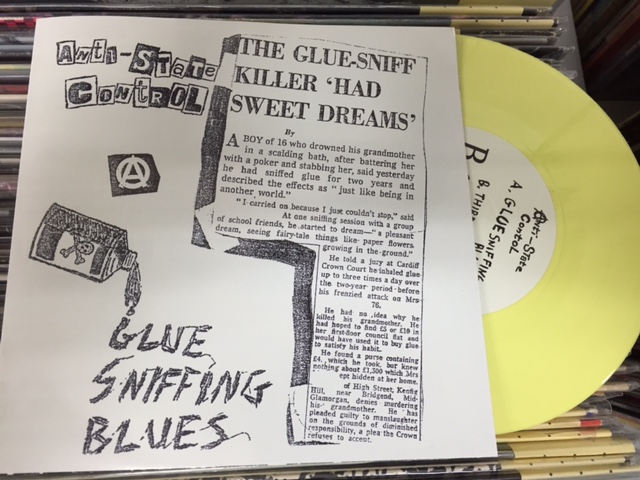 Anti-State
Control
THE GLUE-SNIFF
KILLER 'HAD
SWEET DREAMS'
By
A BOY of 16 who drowned his grandmother
in a scalding bath, after battering her
with a poker and stabbing her, said yesterday
he had sniffed glue for two years and
described the effects as "just like being in
another world."
"I carried on because I just couldn't stop," said
At one sniffing session with a group
of school friends, he started to dream—"a pleasant
dream, seeing fairy-tale things like paper flowers
growing in the ground."
He told a jury at Cardiff
Crown Court he inhaled glue
up to three times a day over
the two-year period before
his frenzied attack on Mrs
76.
He had no idea why he
killed his grandmother. He
had hoped to find £5 or £10 in
her first-floor council flat and
would have used it to buy glue
to satisfy his habit.
He found a purse containing
£4, which he took, but knew
nothing about £1,300 which Mrs
ept hidden at her home.
of High Street, Kenfig
Hill, near Bridgend, Mid-
Glamorgan, denies murdering
his grandmother. He has
pleaded guilty to manslaughter
on the grounds of diminished
responsibility, a plea the Crown
refuses to accept.
A
GLUE
SNIFFING
BLUES
Anti-State
Control
A. GLUE SNIFFING